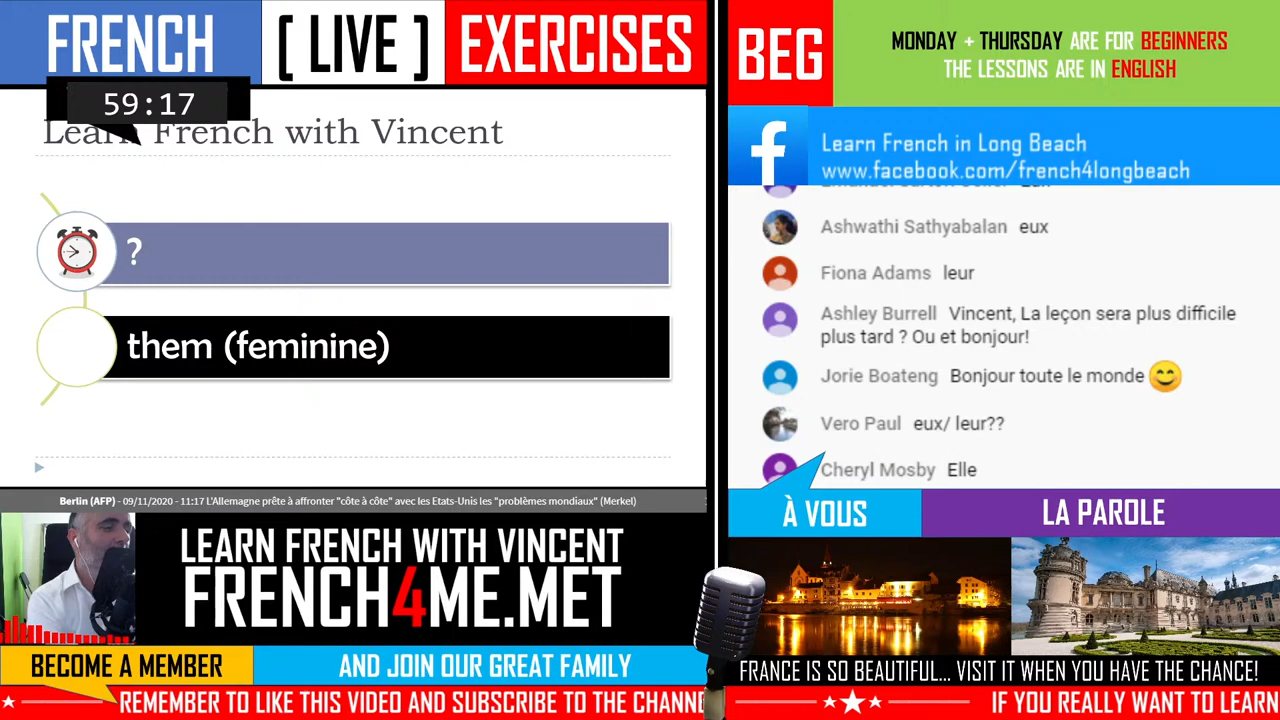 FRENCH
[ LIVE ]
EXERCISES
59:17
Learn French with Vincent
?
them (feminine)
Berlin (AFP) - 09/11/2020 - 11:17 L'Allemagne prête à affronter "côte à côte" avec les Etats-Unis les "problèmes mondiaux" (Merkel)
LEARN FRENCH WITH VINCENT
FRENCH4ME.MET
BECOME A MEMBER
AND JOIN OUR GREAT FAMILY
REMEMBER TO LIKE THIS VIDEO AND SUBSCRIBE TO THE CHANN
BEG
MONDAY + THURSDAY ARE FOR BEGINNERS
THE LESSONS ARE IN ENGLISH
f
Learn French in Long Beach
www.facebook.com/french4longbeach
Ashwathi Sathyabalan eux
Fiona Adams leur
Ashley Burrell Vincent, La leçon sera plus difficile
plus tard ? Ou et bonjour!
Jorie Boateng Bonjour toute le monde 😊
Vero Paul eux/ leur??
Cheryl Mosby Elle
À VOUS
LA PAROLE
FRANCE IS SO BEAUTIFUL... VISIT IT WHEN YOU HAVE THE CHANCE!
IF YOU REALLY WANT TO LEARN